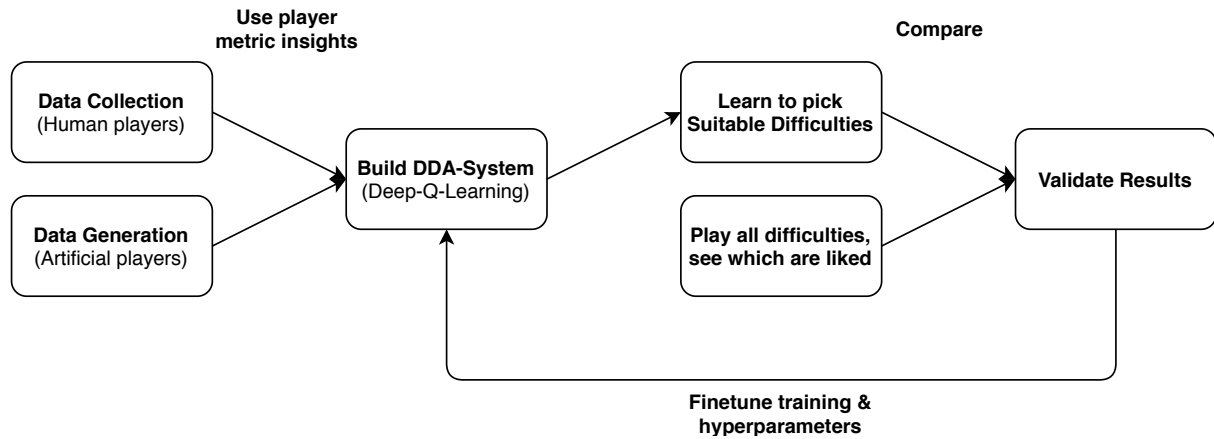 Use player
metric insights
Compare
Data Collection
(Human players)
Learn to pick
Suitable Difficulties
Build DDA-System
(Deep-Q-Learning)
Validate Results
Data Generation
(Artificial players)
Play all difficulties,
see which are liked
Finetune training &
hyperparameters